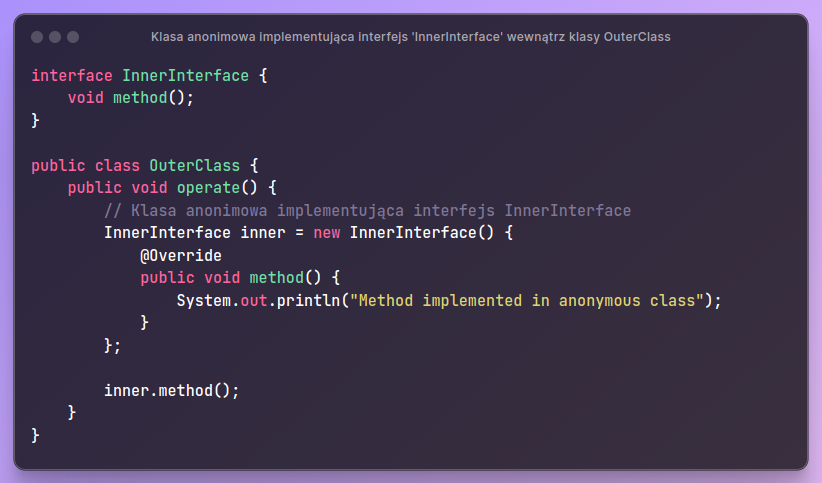 Klasa anonimowa implementująca interfejs 'InnerInterface' wewnątrz klasy OuterClass
interface InnerInterface {
    void method();
}

public class OuterClass {
    public void operate() {
        // Klasa anonimowa implementująca interfejs InnerInterface
        InnerInterface inner = new InnerInterface() {
            @Override
            public void method() {
                System.out.println("Method implemented in anonymous class");
            }
        };

        inner.method();
    }
}